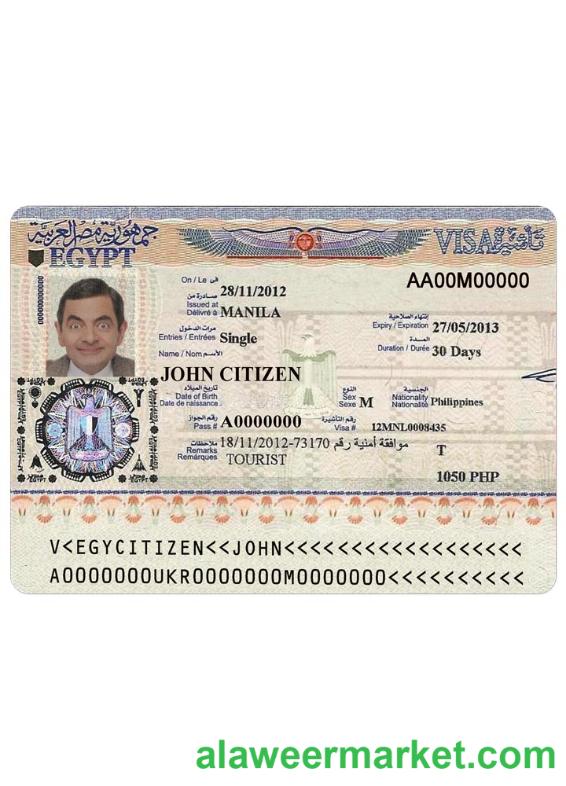 جمهورية مصر العربية
EGYPT
VISA تأشيرة
AA00M00000
000000000000
On / Le في 28/11/2012
صادرة من
Issued at
Délivré à MANILA
إنتهاء الصلاحية
Expiry / Expiration 27/05/2013
مرات الدخول
Entries / Entrées Single
المدة
Duration / Durée 30 Days
Name / Nom الأسم
JOHN CITIZEN
تاريخ الميلاد
Date of Birth
Date de naissance
النوع
Sex
Sexe M
الجنسية
Nationality
Nationalité Philippines
رقم الجواز
Pass # A0000000
رقم التأشيرة
Visa # 12MNL0008435
ملاحظات
Remarks
Remarques
موافقة أمنية رقم 73170-18/11/2012
TOURIST
T
1050 PHP
V<EGYCITIZEN<<JOHN<<<<<<<<<<<<<<<<<<
A0000000UKR0000000M0000000<<<<<<<<<<
alaweermarket.com